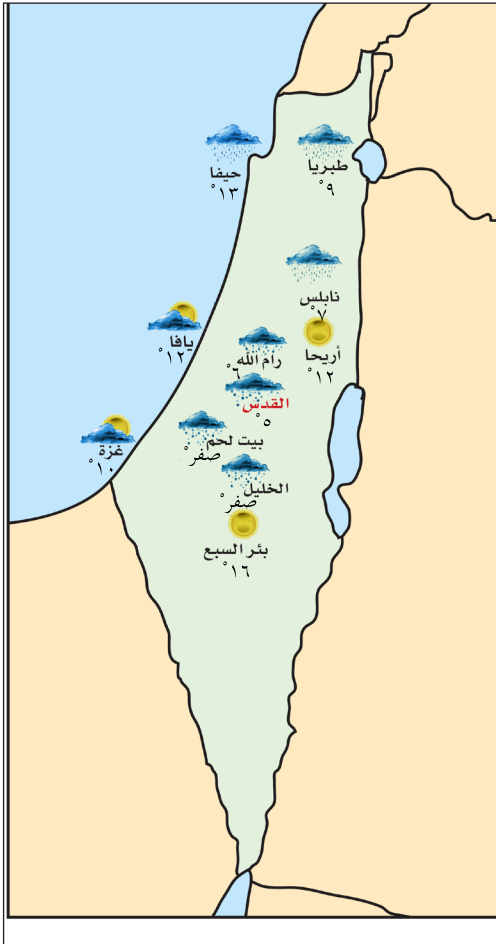 طبريا
٩°
حيفا
١٣°
نابلس
٧°
أريحا
١٢°
يافا
١٢°
رام الله
٦°
القدس
٥°
بيت لحم
صفر°
غزة
١٠°
الخليل
صفر°
بئر السبع
١٦°